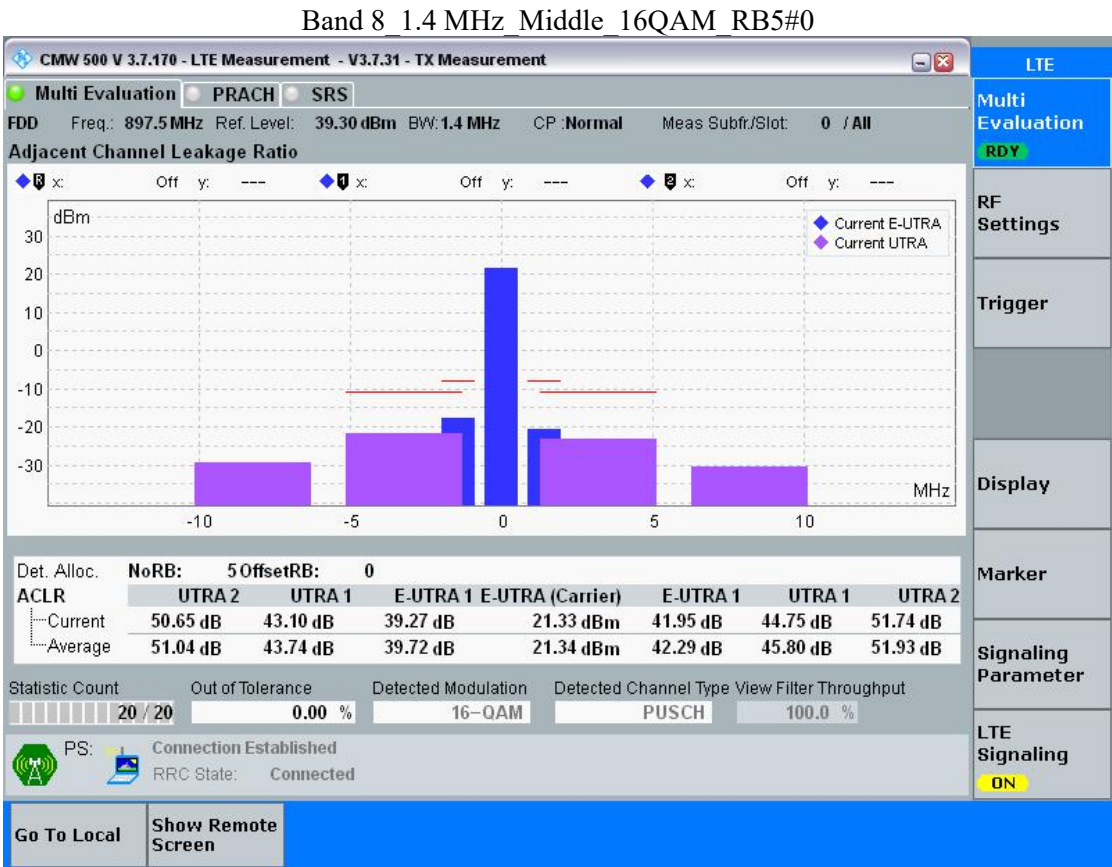 Band 8_1.4 MHz_Middle_16QAM_RB5#0
CMW 500 V 3.7.170 - LTE Measurement - V3.7.31 - TX Measurement
LTE
Multi Evaluation PRACH SRS
Multi Evaluation
RDY
FDD Freq.: 897.5 MHz Ref. Level: 39.30 dBm BW: 1.4 MHz CP :Normal Meas Subfr./Slot: 0 / All
Adjacent Channel Leakage Ratio
R x: Off y: --- 1 x: Off y: --- 2 x: Off y: ---
RF Settings
dBm
Current E-UTRA
Current UTRA
30
20
10
0
-10
-20
-30
MHz
-10 -5 0 5 10
Trigger
Display
Det. Alloc. NoRB: 5 OffsetRB: 0
ACLR UTRA 2 UTRA 1 E-UTRA 1 E-UTRA (Carrier) E-UTRA 1 UTRA 1 UTRA 2
Current 50.65 dB 43.10 dB 39.27 dB 21.33 dBm 41.95 dB 44.75 dB 51.74 dB
Average 51.04 dB 43.74 dB 39.72 dB 21.34 dBm 42.29 dB 45.80 dB 51.93 dB
Marker
Statistic Count Out of Tolerance Detected Modulation Detected Channel Type View Filter Throughput
20 / 20 0.00 % 16-QAM PUSCH 100.0 %
Signaling Parameter
PS: Connection Established
RRC State: Connected
LTE Signaling
ON
Go To Local
Show Remote Screen